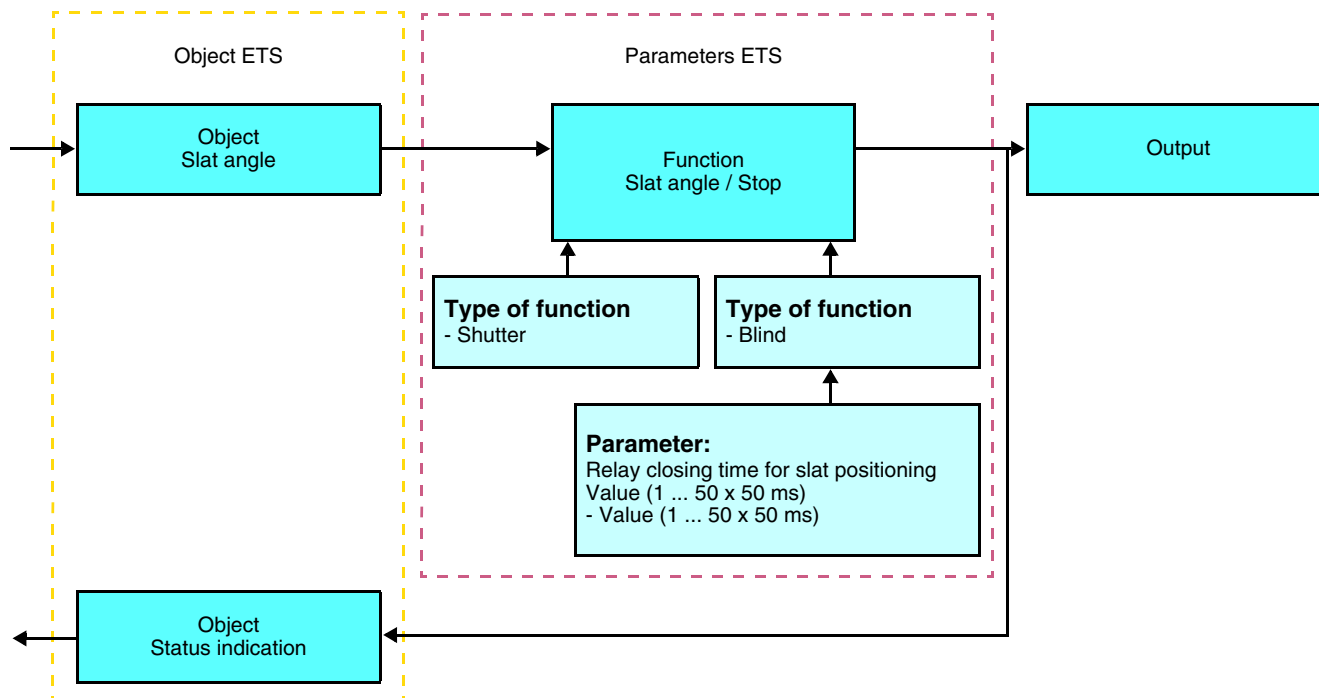 Object ETS
Parameters ETS
Object
Slat angle
Function
Slat angle / Stop
Output
Type of function
- Shutter
Type of function
- Blind
Parameter:
Relay closing time for slat positioning
Value (1 ... 50 x 50 ms)
- Value (1 ... 50 x 50 ms)
Object
Status indication